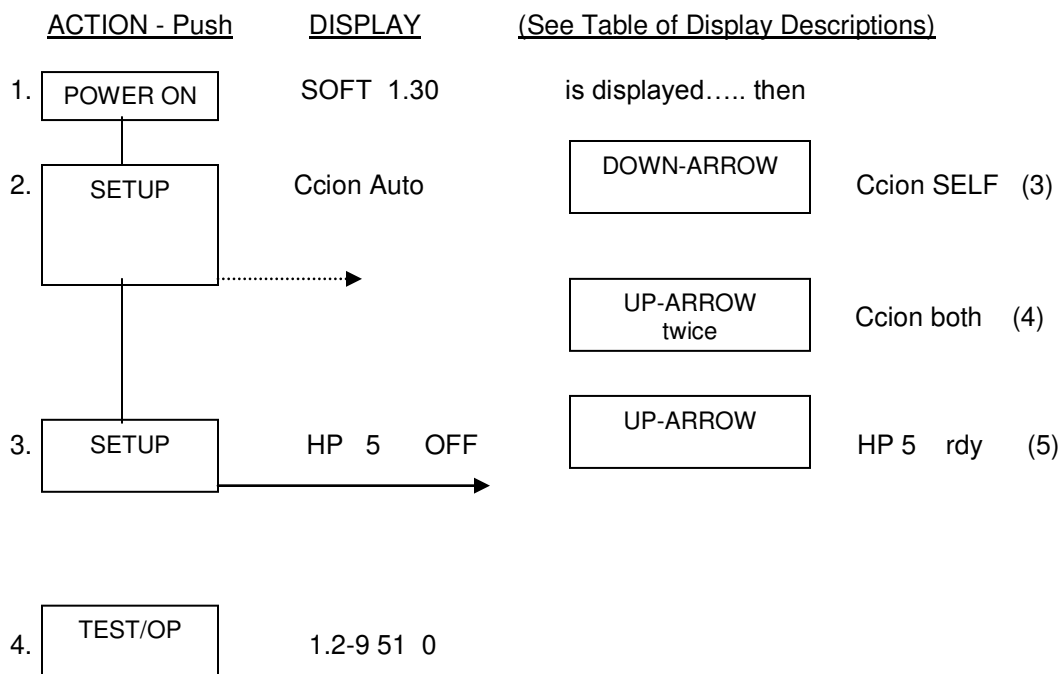 ACTION - Push DISPLAY (See Table of Display Descriptions)
1. POWER ON SOFT 1.30 is displayed….. then
2. SETUP Ccion Auto DOWN-ARROW Ccion SELF (3)
UP-ARROW
twice Ccion both (4)
3. SETUP HP 5 OFF UP-ARROW HP 5 rdy (5)
4. TEST/OP 1.2-9 51 0